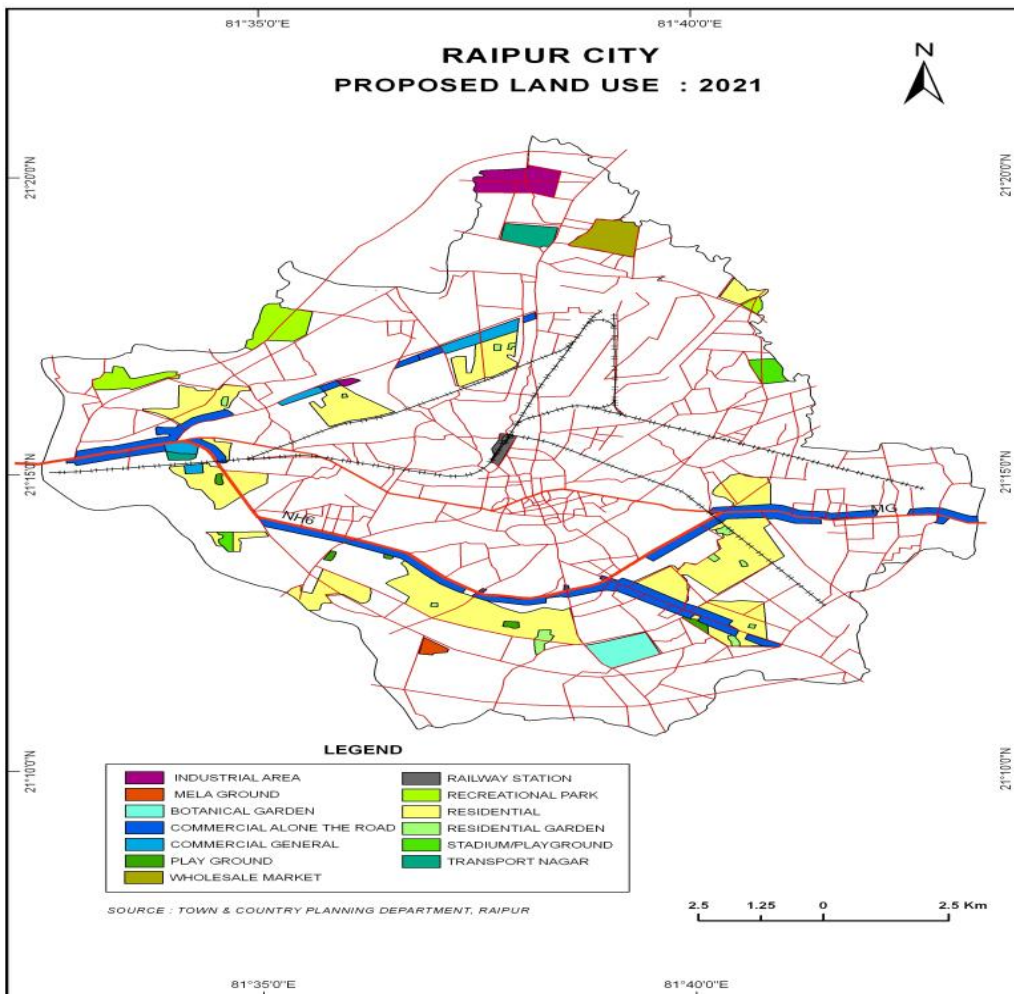 81°35'0"E
81°40'0"E
RAIPUR CITY
PROPOSED LAND USE : 2021
N
21°20'0"N
21°20'0"N
21°15'0"N
21°15'0"N
NH6
MG
21°10'0"N
21°10'0"N
LEGEND
INDUSTRIAL AREA
MELA GROUND
BOTANICAL GARDEN
COMMERCIAL ALONE THE ROAD
COMMERCIAL GENERAL
PLAY GROUND
WHOLESALE MARKET
RAILWAY STATION
RECREATIONAL PARK
RESIDENTIAL
RESIDENTIAL GARDEN
STADIUM/PLAYGROUND
TRANSPORT NAGAR
SOURCE : TOWN & COUNTRY PLANNING DEPARTMENT, RAIPUR
2.5 1.25 0 2.5 Km
81°35'0"E
81°40'0"E